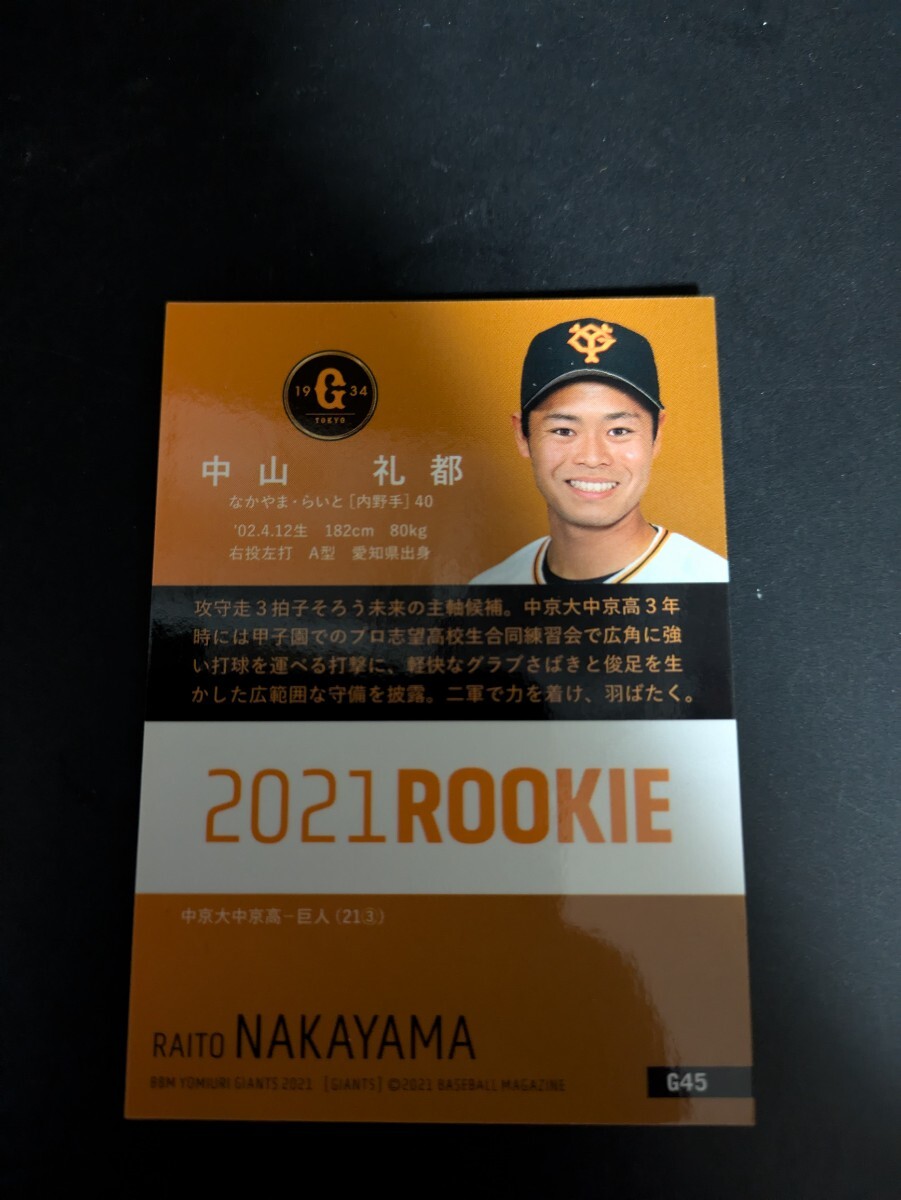 YG
19 G 34
TOKYO
中山 礼都
なかやま・らいと［内野手］40
'02.4.12生 182cm 80kg
右投左打 A型 愛知県出身
攻守走3拍子そろう未来の主軸候補。中京大中京高3年
時には甲子園でのプロ志望高校生合同練習会で広角に強
い打球を運べる打撃に、軽快なグラブさばきと俊足を生
かした広範囲な守備を披露。二軍で力を着け、羽ばたく。
2021 ROOKIE
中京大中京高－巨人（21③）
RAITO NAKAYAMA
BBM YOMIURI GIANTS 2021 [GIANTS] ©2021 BASEBALL MAGAZINE
G45